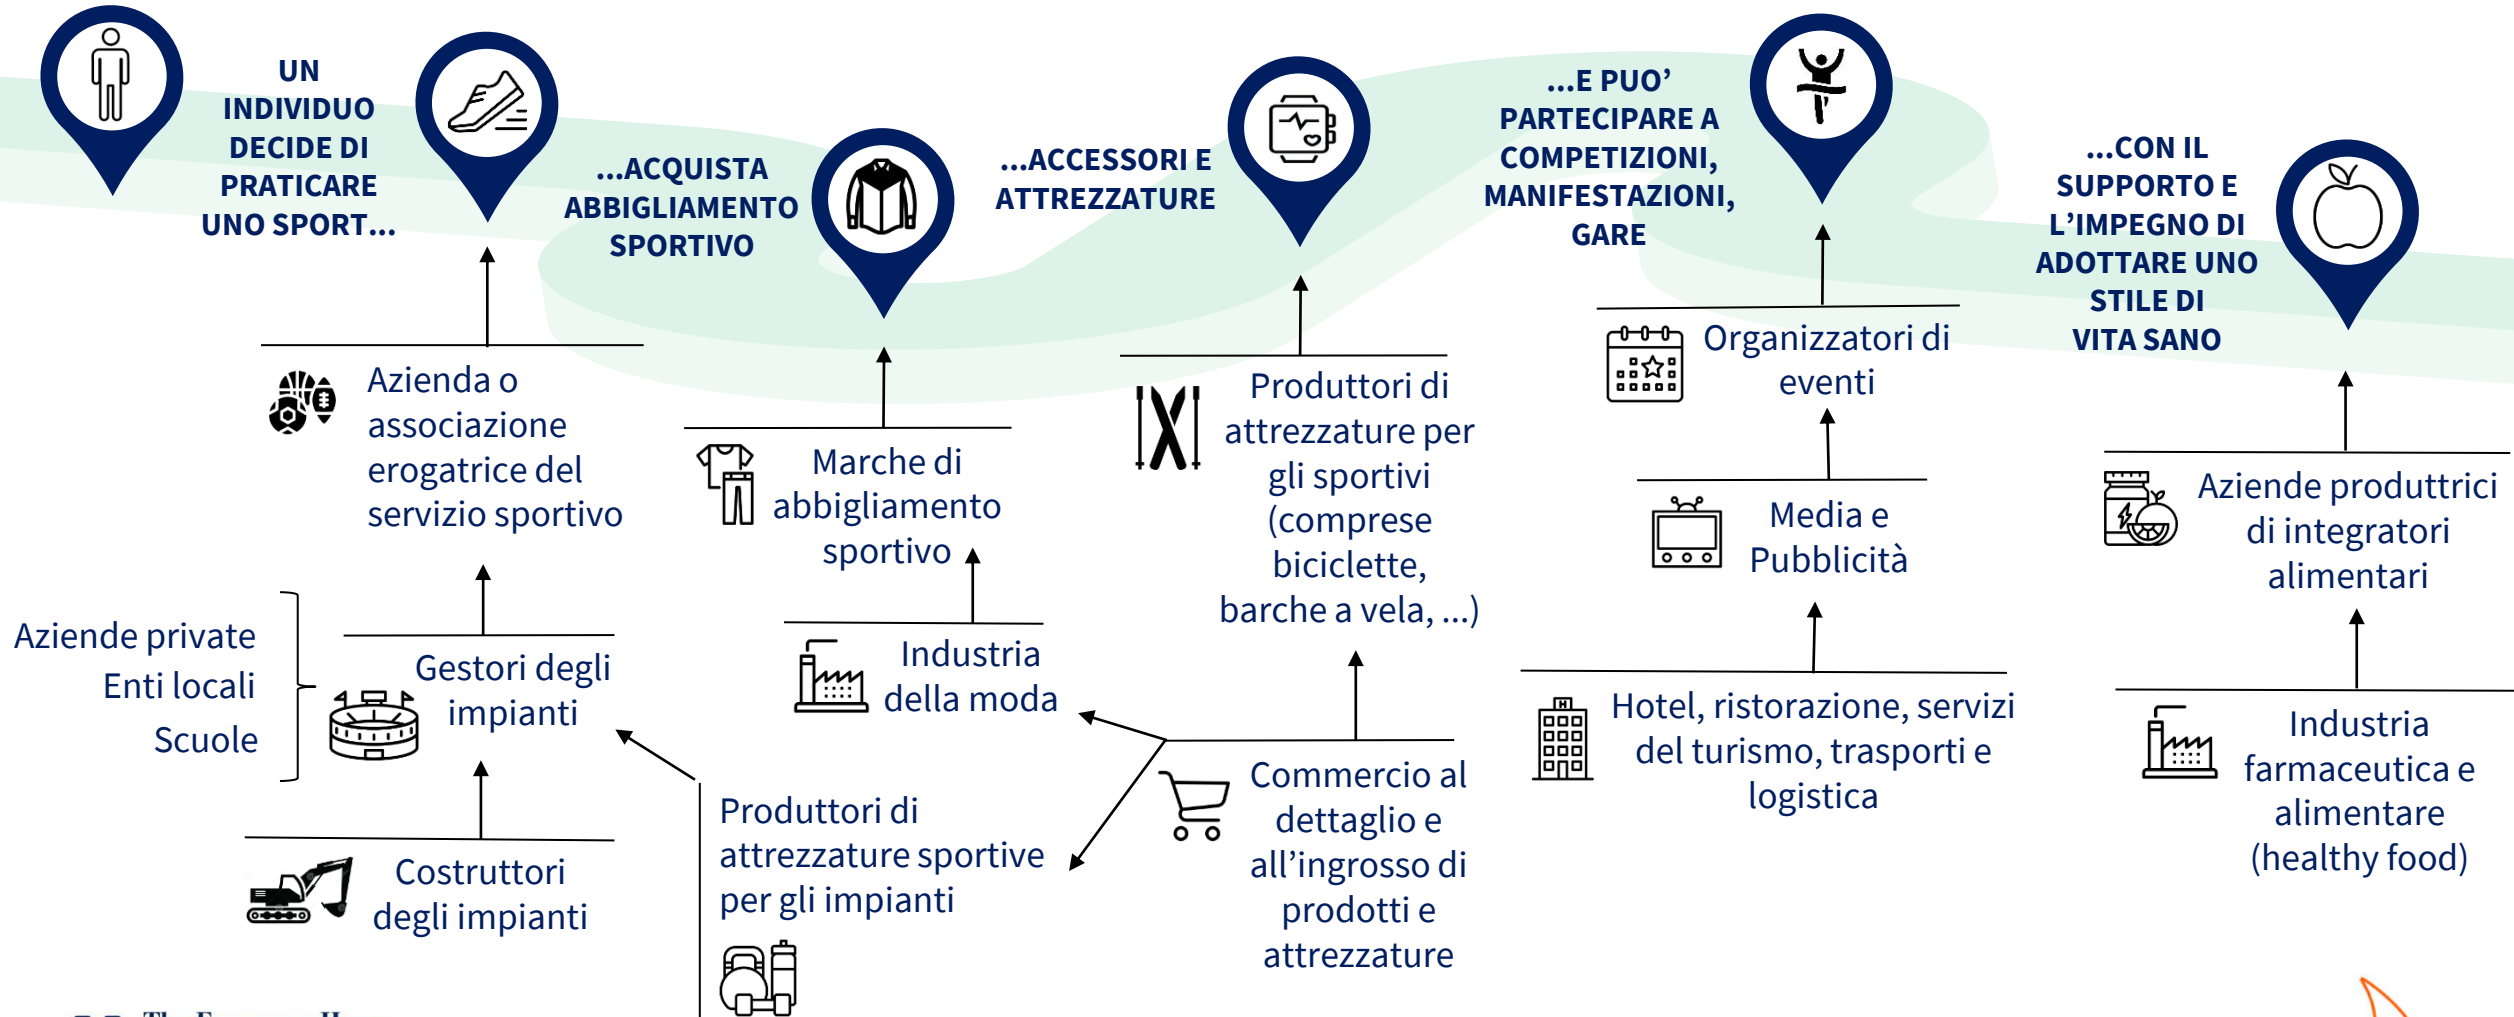 UN
INDIVIDUO
DECIDE DI
PRATICARE
UNO SPORT...
...ACQUISTA
ABBIGLIAMENTO
SPORTIVO
...ACCESSORI E
ATTREZZATURE
...E PUO’
PARTECIPARE A
COMPETIZIONI,
MANIFESTAZIONI,
GARE
...CON IL
SUPPORTO E
L’IMPEGNO DI
ADOTTARE UNO
STILE DI
VITA SANO
Azienda o
associazione
erogatrice del
servizio sportivo
Aziende private
Enti locali
Scuole
Gestori degli
impianti
Costruttori
degli impianti
Marche di
abbigliamento
sportivo
Industria
della moda
Produttori di
attrezzature sportive
per gli impianti
Produttori di
attrezzature per
gli sportivi
(comprese
biciclette,
barche a vela, ...)
Commercio al
dettaglio e
all’ingrosso di
prodotti e
attrezzature
Organizzatori di
eventi
Media e
Pubblicità
Hotel, ristorazione, servizi
del turismo, trasporti e
logistica
H
Aziende produttrici
di integratori
alimentari
Industria
farmaceutica e
alimentare
(healthy food)